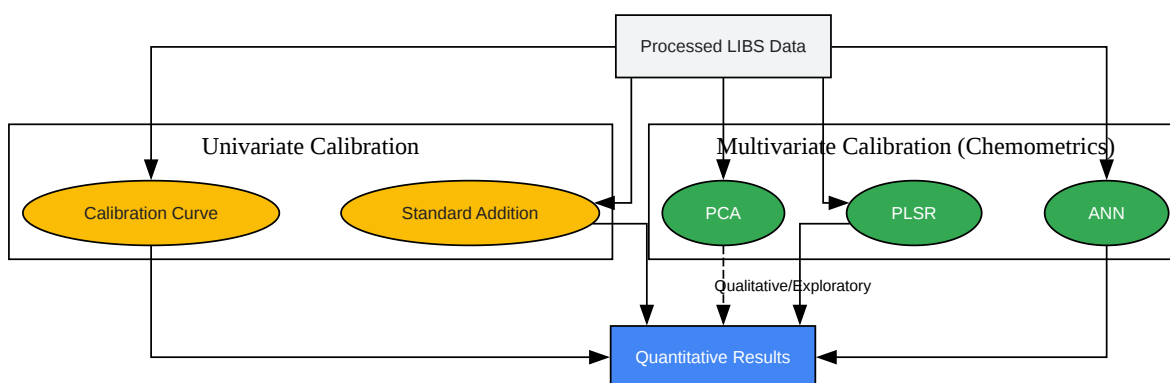 Processed LIBS Data
Univariate Calibration
Multivariate Calibration (Chemometrics)
Calibration Curve
Standard Addition
PCA
PLSR
ANN
Qualitative/Exploratory
Quantitative Results